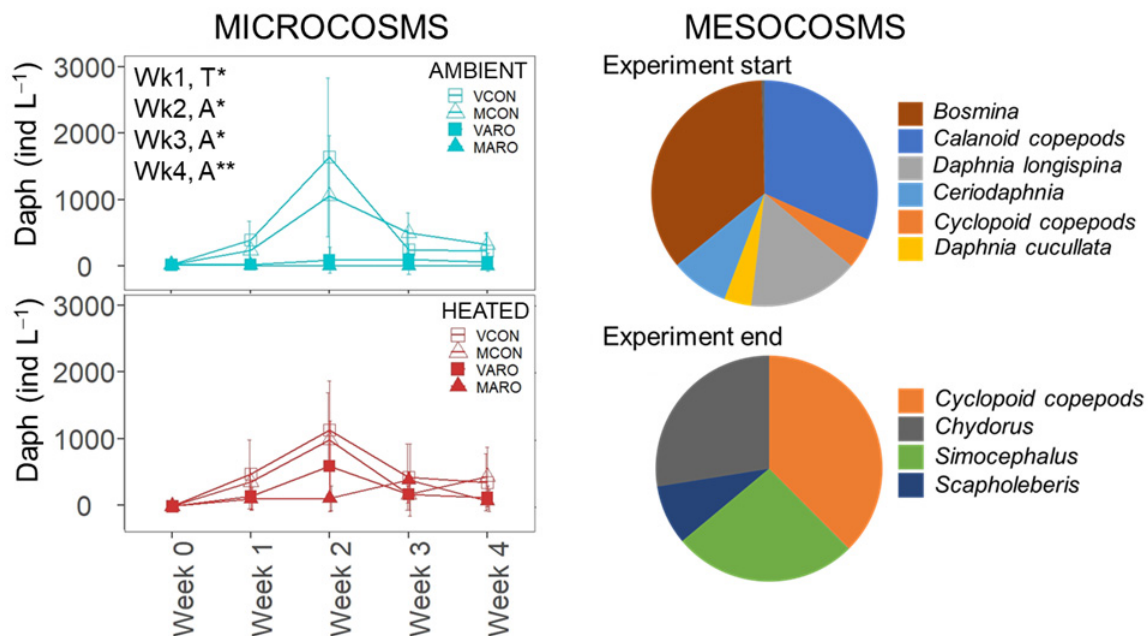 MICROCOSMS
Daph (ind L⁻¹)
3000
2000
1000
0
Wk1, T*
Wk2, A*
Wk3, A*
Wk4, A**
AMBIENT
VCON
MCON
VARO
MARO
Daph (ind L⁻¹)
3000
2000
1000
0
HEATED
VCON
MCON
VARO
MARO
Week 0
Week 1
Week 2
Week 3
Week 4
MESOCOSMS
Experiment start
Bosmina
Calanoid copepods
Daphnia longispina
Ceriodaphnia
Cyclopoid copepods
Daphnia cucullata
Experiment end
Cyclopoid copepods
Chydorus
Simocephalus
Scapholeberis